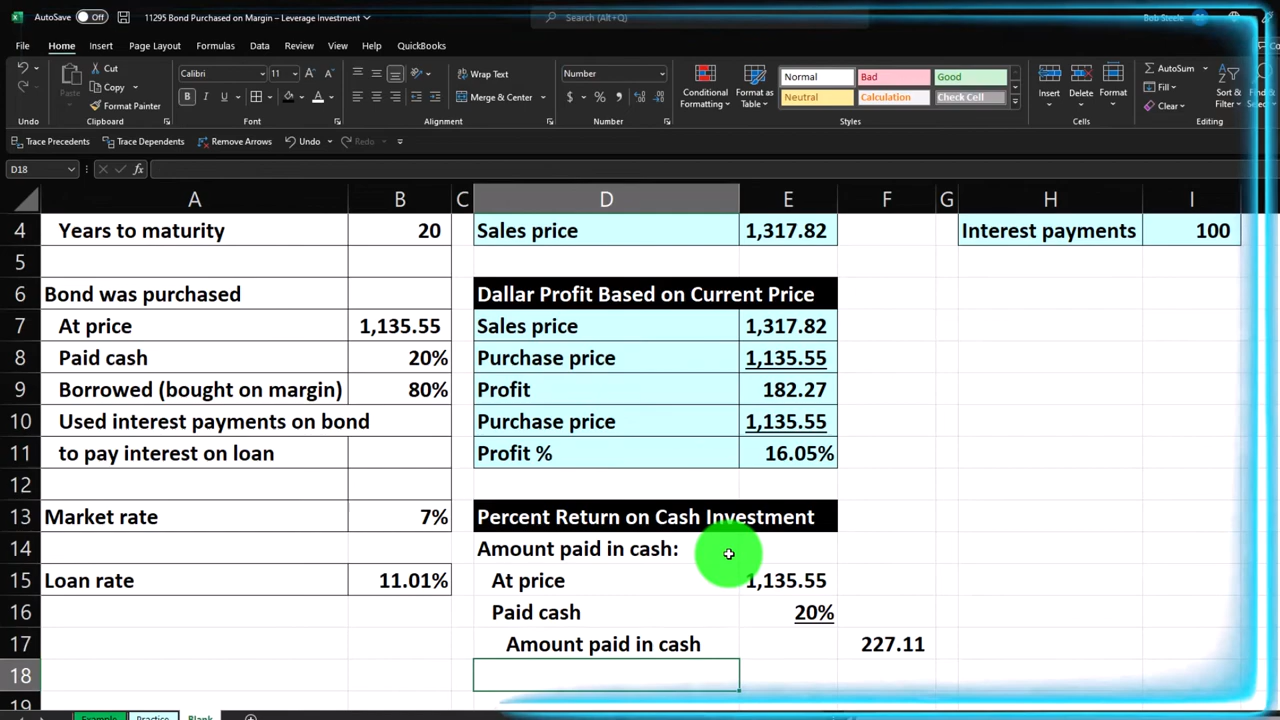 AutoSave Off 11295 Bond Purchased on Margin – Leverage investment Search (Alt+Q) Bob Steele
File Home Insert Page Layout Formulas Data Review View Help QuickBooks
Undo Paste Cut Copy Format Painter Clipboard
Calibri 11 B I U Font
Wrap Text Merge & Center Alignment
Number $ % Number
Conditional Formatting Format as Table
Normal Bad Good
Neutral Calculation Check Cell
Styles
Insert Delete Format Cells
AutoSum Fill Clear Sort & Filter Editing
Trace Precedents Trace Dependents Remove Arrows Undo Redo
D18 fx
A B C D E F G H I
4 Years to maturity 20 Sales price 1,317.82 Interest payments 100
5
6 Bond was purchased Dollar Profit Based on Current Price
7 At price 1,135.55 Sales price 1,317.82
8 Paid cash 20% Purchase price 1,135.55
9 Borrowed (bought on margin) 80% Profit 182.27
10 Used interest payments on bond Purchase price 1,135.55
11 to pay interest on loan Profit % 16.05%
12
13 Market rate 7% Percent Return on Cash Investment
14 Amount paid in cash:
15 Loan rate 11.01% At price 1,135.55
16 Paid cash 20%
17 Amount paid in cash 227.11
18
19
Example Practice Blank